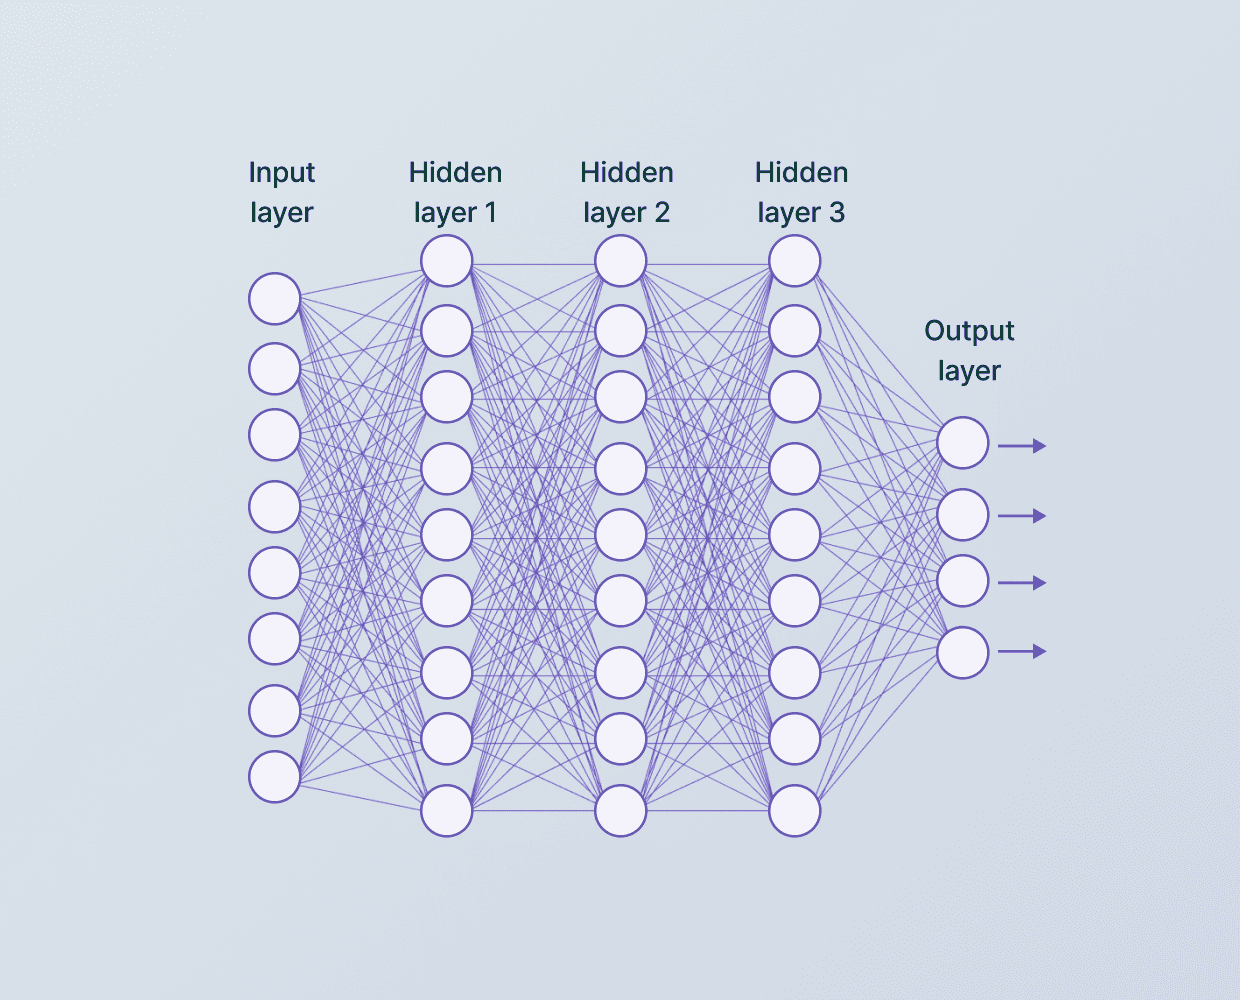 Input
layer
Hidden
layer 1
Hidden
layer 2
Hidden
layer 3
Output
layer